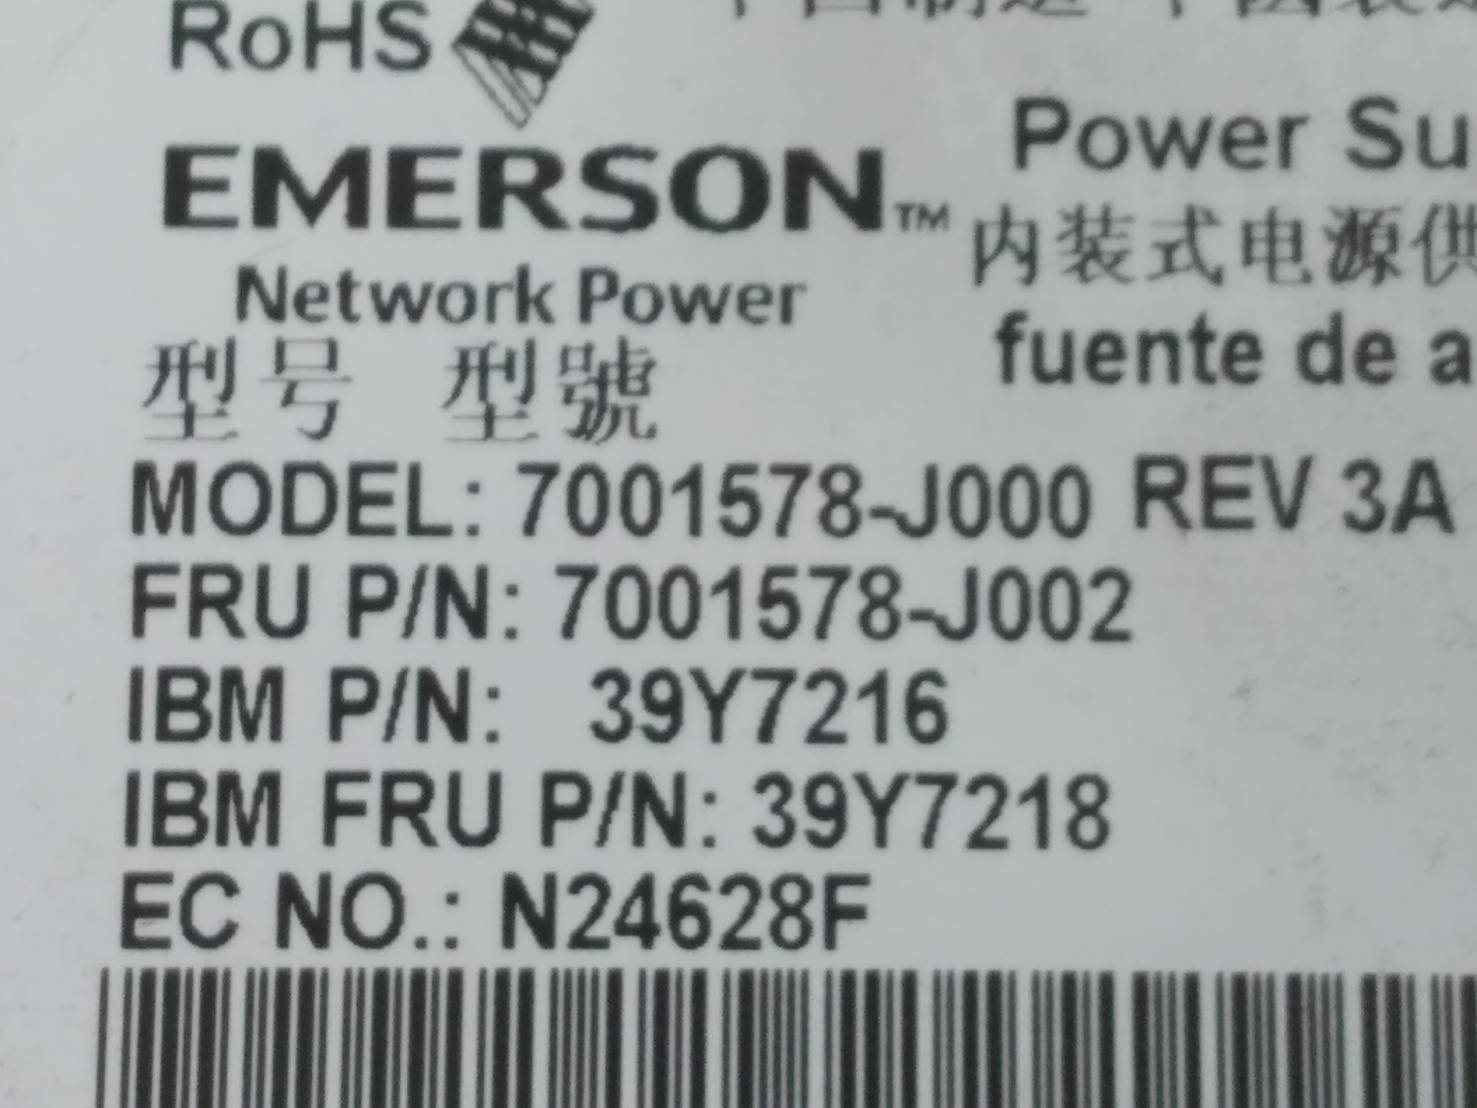 RoHS
EMERSON™
Network Power
Power Su
内装式电源供
fuente de a
型号 型號
MODEL: 7001578-J000 REV 3A
FRU P/N: 7001578-J002
IBM P/N: 39Y7216
IBM FRU P/N: 39Y7218
EC NO.: N24628F